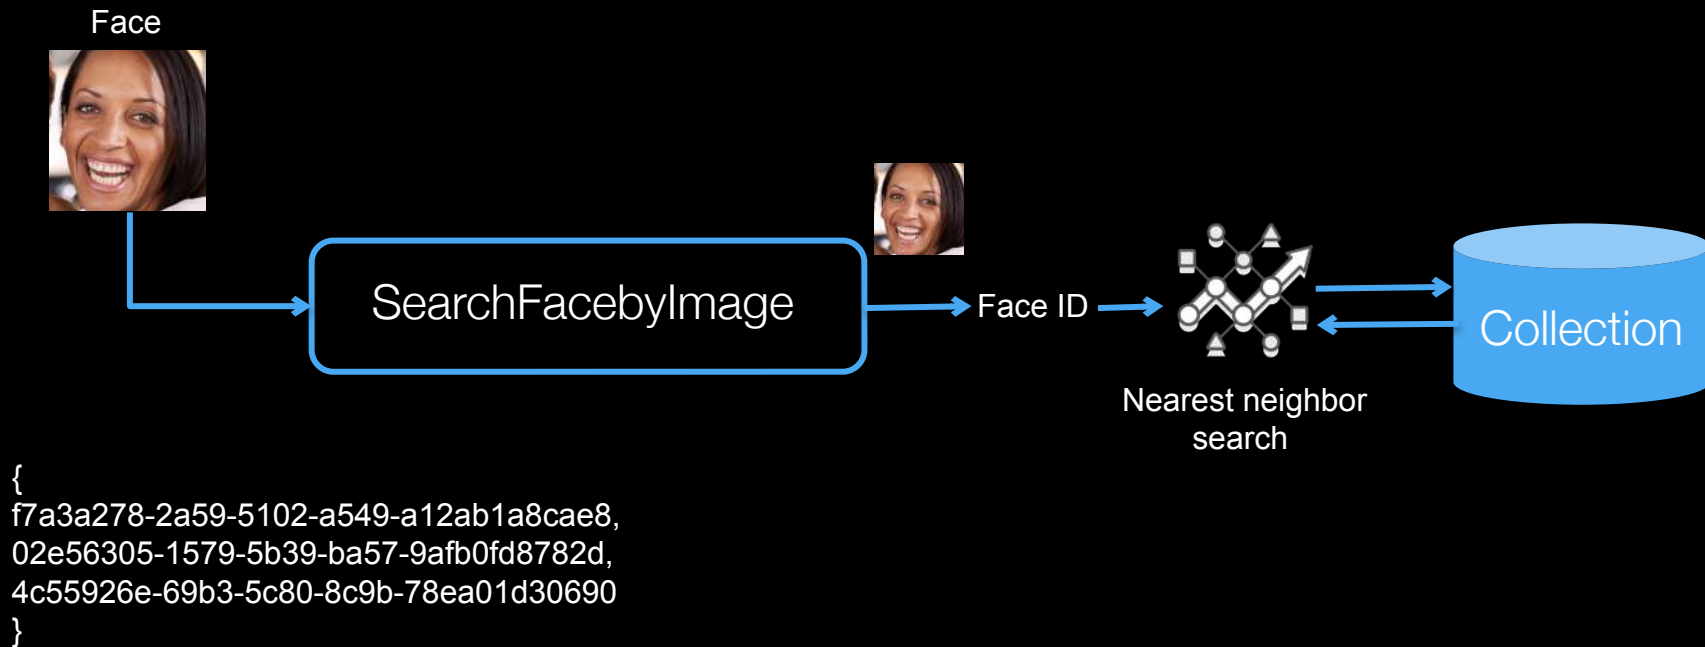 Face
SearchFacebyImage
Face ID
Nearest neighbor
search
Collection
{
f7a3a278-2a59-5102-a549-a12ab1a8cae8,
02e56305-1579-5b39-ba57-9afb0fd8782d,
4c55926e-69b3-5c80-8c9b-78ea01d30690
}